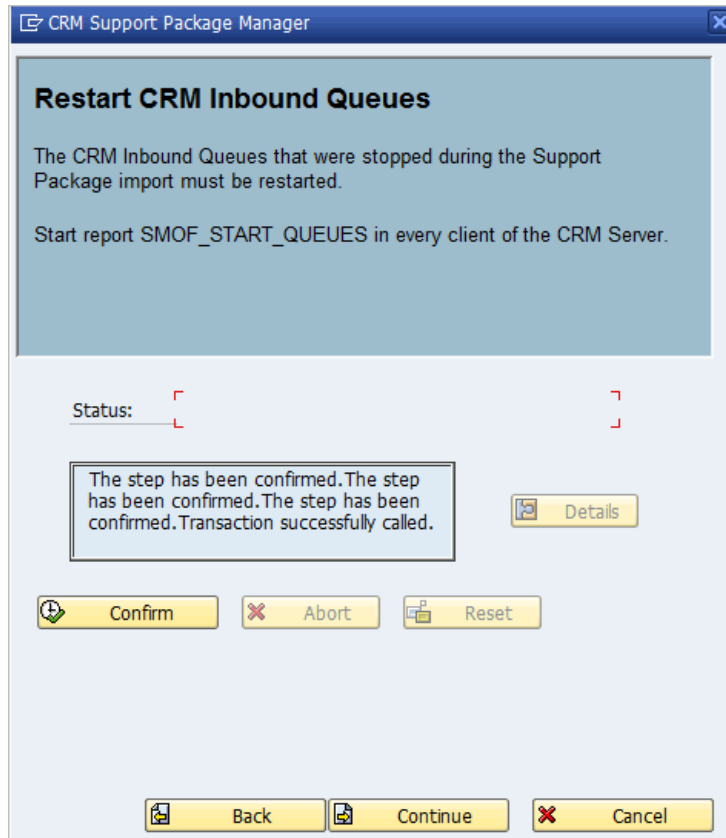 CRM Support Package Manager
Restart CRM Inbound Queues
The CRM Inbound Queues that were stopped during the Support
Package import must be restarted.
Start report SMOF_START_QUEUES in every client of the CRM Server.
Status:
The step has been confirmed.The step
has been confirmed.The step has been
confirmed.Transaction successfully called.
Details
Confirm
Abort
Reset
Back
Continue
Cancel